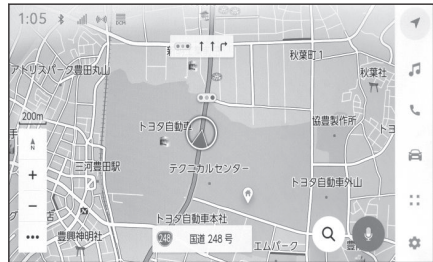 1:05
DCM
秋葉町1
アトリスパーク豊田丸山
秋葉社
200m
トヨタ自動車
協豊製作所
トヨ
N
三河豊田駅
テクニカルセンター
トヨタ自動車外山
トヨタ自動車本社
豊興神明社
248
国道 248 号
エムパーク
豊